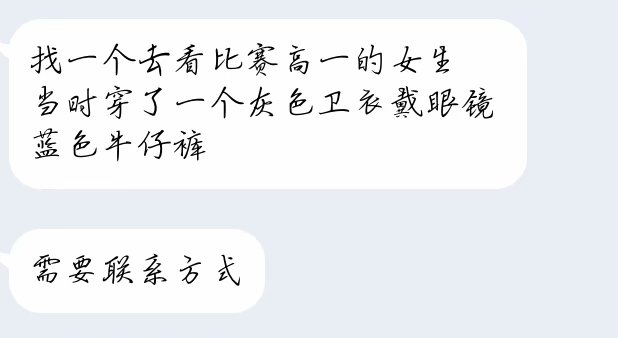 找一个去看比赛高一的女生
当时穿了一个灰色卫衣戴眼镜
蓝色牛仔裤
需要联系方式